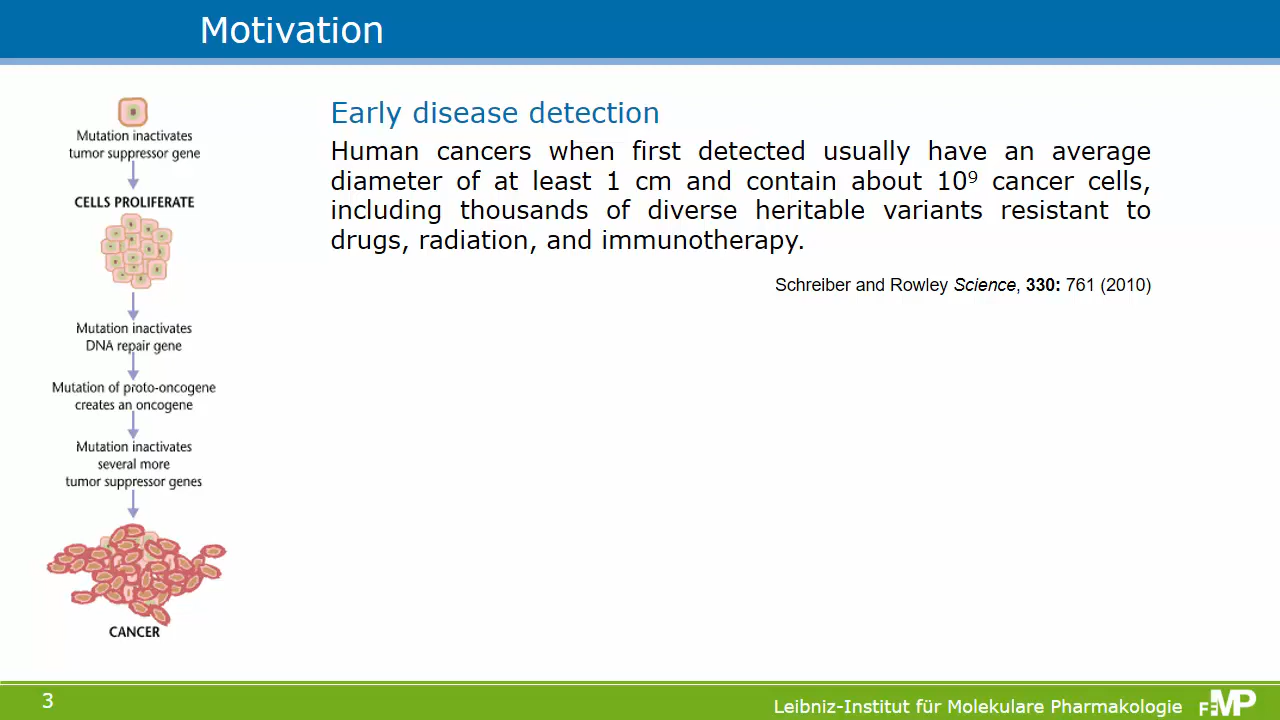 Motivation
Mutation inactivates
tumor suppressor gene
CELLS PROLIFERATE
Mutation inactivates
DNA repair gene
Mutation of proto-oncogene
creates an oncogene
Mutation inactivates
several more
tumor suppressor genes
CANCER
Early disease detection
Human cancers when first detected usually have an average
diameter of at least 1 cm and contain about 10⁹ cancer cells,
including thousands of diverse heritable variants resistant to
drugs, radiation, and immunotherapy.
Schreiber and Rowley Science, 330: 761 (2010)
3
Leibniz-Institut für Molekulare Pharmakologie
FMP